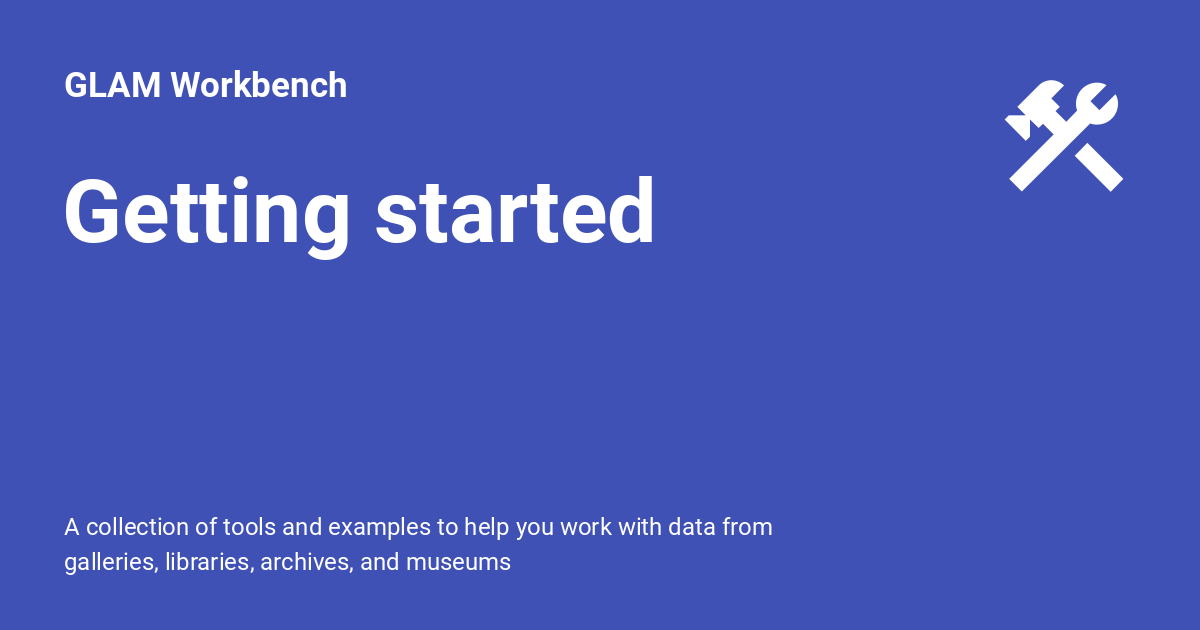 GLAM Workbench
Getting started
A collection of tools and examples to help you work with data from
galleries, libraries, archives, and museums